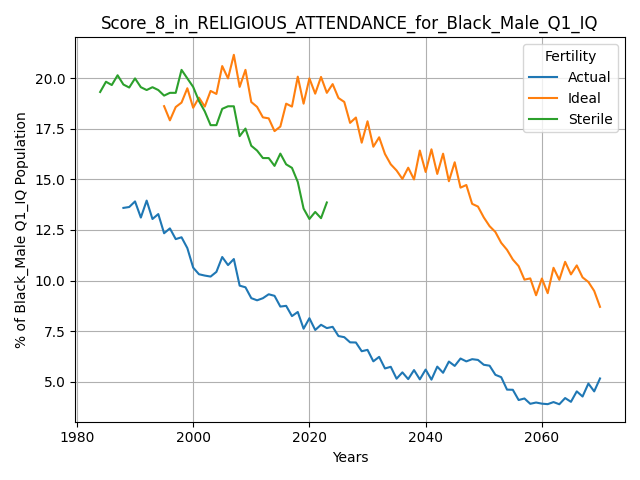 Score_8_in_RELIGIOUS_ATTENDANCE_for_Black_Male_Q1_IQ
% of Black_Male Q1_IQ Population
20.0
17.5
15.0
12.5
10.0
7.5
5.0
Fertility
Actual
Ideal
Sterile
1980
2000
2020
2040
2060
Years